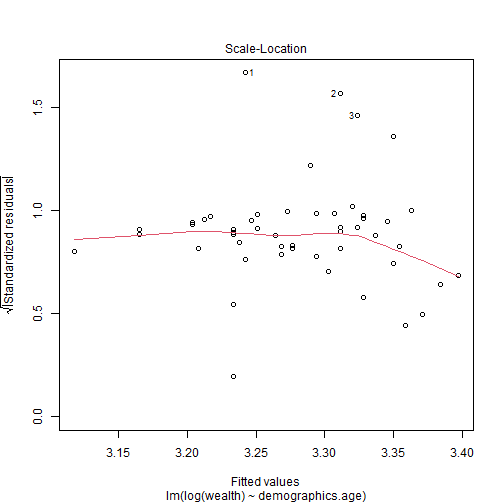 Scale-Location
√|Standardized residuals|
1.5
1.0
0.5
0.0
1
2
3
3.15 3.20 3.25 3.30 3.35 3.40
Fitted values
lm(log(wealth) ~ demographics.age)